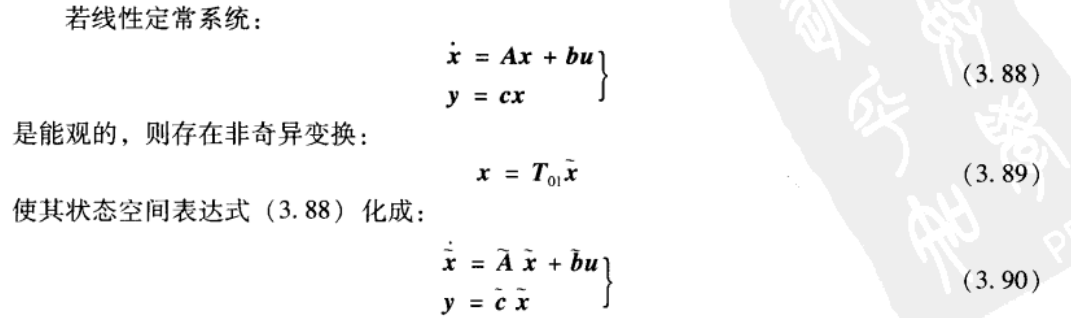 若线性定常系统：
ẋ = Ax + bu
y = cx } (3.88)
是能观的，则存在非奇异变换：
x = T₀₁x̃ (3.89)
使其状态空间表达式（3.88）化成：
x̃̇ = Ãx̃ + b̃u
y = c̃x̃ } (3.90)